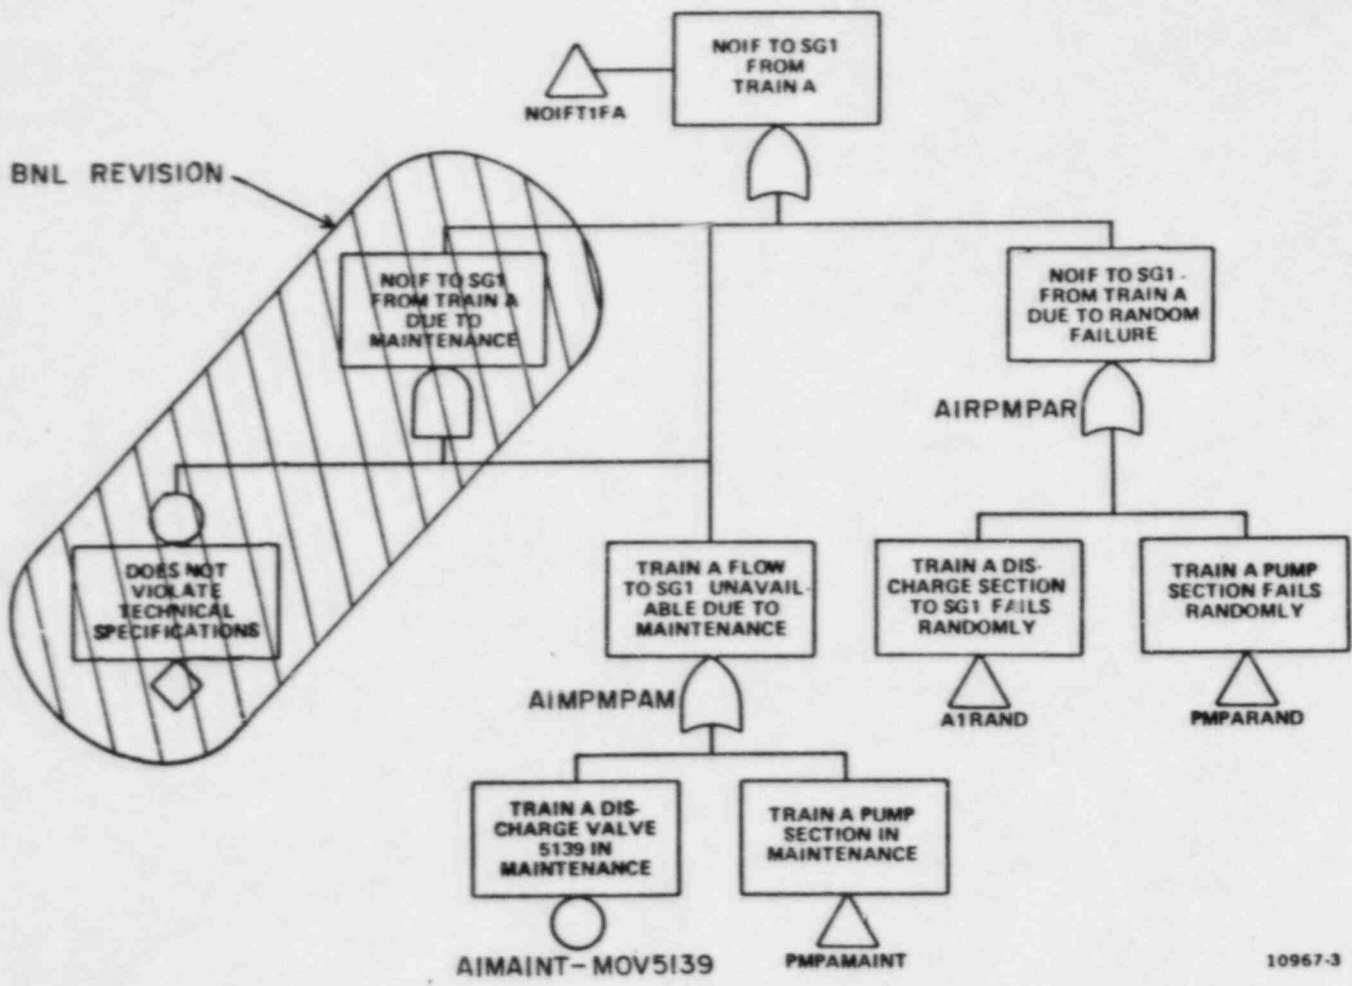 NOIF TO SG1
FROM
TRAIN A
NOIFT1FA
BNL REVISION
NOIF TO SG1
FROM TRAIN A
DUE TO
MAINTENANCE
NOIF TO SG1.
FROM TRAIN A
DUE TO RANDOM
FAILURE
AIRPMPAR
DOES NOT
VIOLATE
TECHNICAL
SPECIFICATIONS
TRAIN A FLOW
TO SG1 UNAVAIL-
ABLE DUE TO
MAINTENANCE
TRAIN A DIS-
CHARGE SECTION
TO SG1 FAILS
RANDOMLY
TRAIN A PUMP
SECTION FAILS
RANDOMLY
AIMPMPAM
A1RAND
PMPARAND
TRAIN A DIS-
CHARGE VALVE
5139 IN
MAINTENANCE
TRAIN A PUMP
SECTION IN
MAINTENANCE
AIMAINT-MOV5139
PMPAMAINT
10967-3